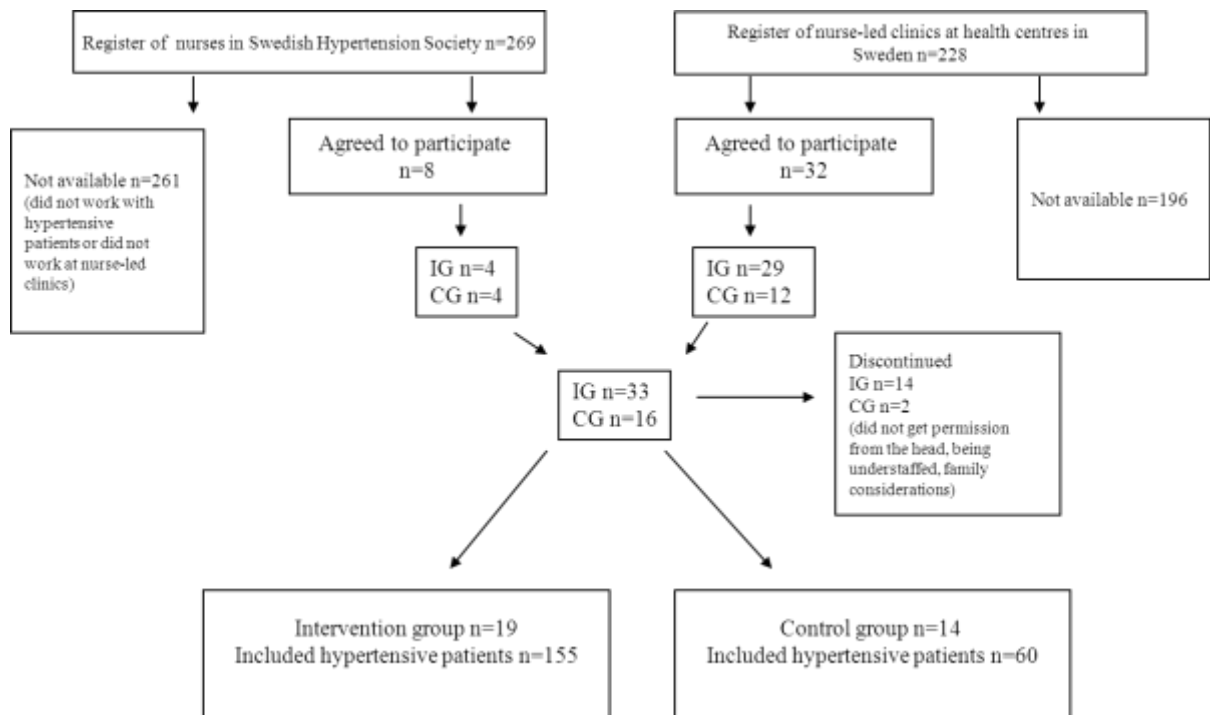 Register of nurses in Swedish Hypertension Society n=269
Register of nurse-led clinics at health centres in
Sweden n=228
Not available n=261
(did not work with
hypertensive
patients or did not
work at nurse-led
clinics)
Agreed to participate
n=8
Agreed to participate
n=32
Not available n=196
IG n=4
CG n=4
IG n=29
CG n=12
IG n=33
CG n=16
Discontinued
IG n=14
CG n=2
(did not get permission
from the head, being
understaffed, family
considerations)
Intervention group n=19
Included hypertensive patients n=155
Control group n=14
Included hypertensive patients n=60